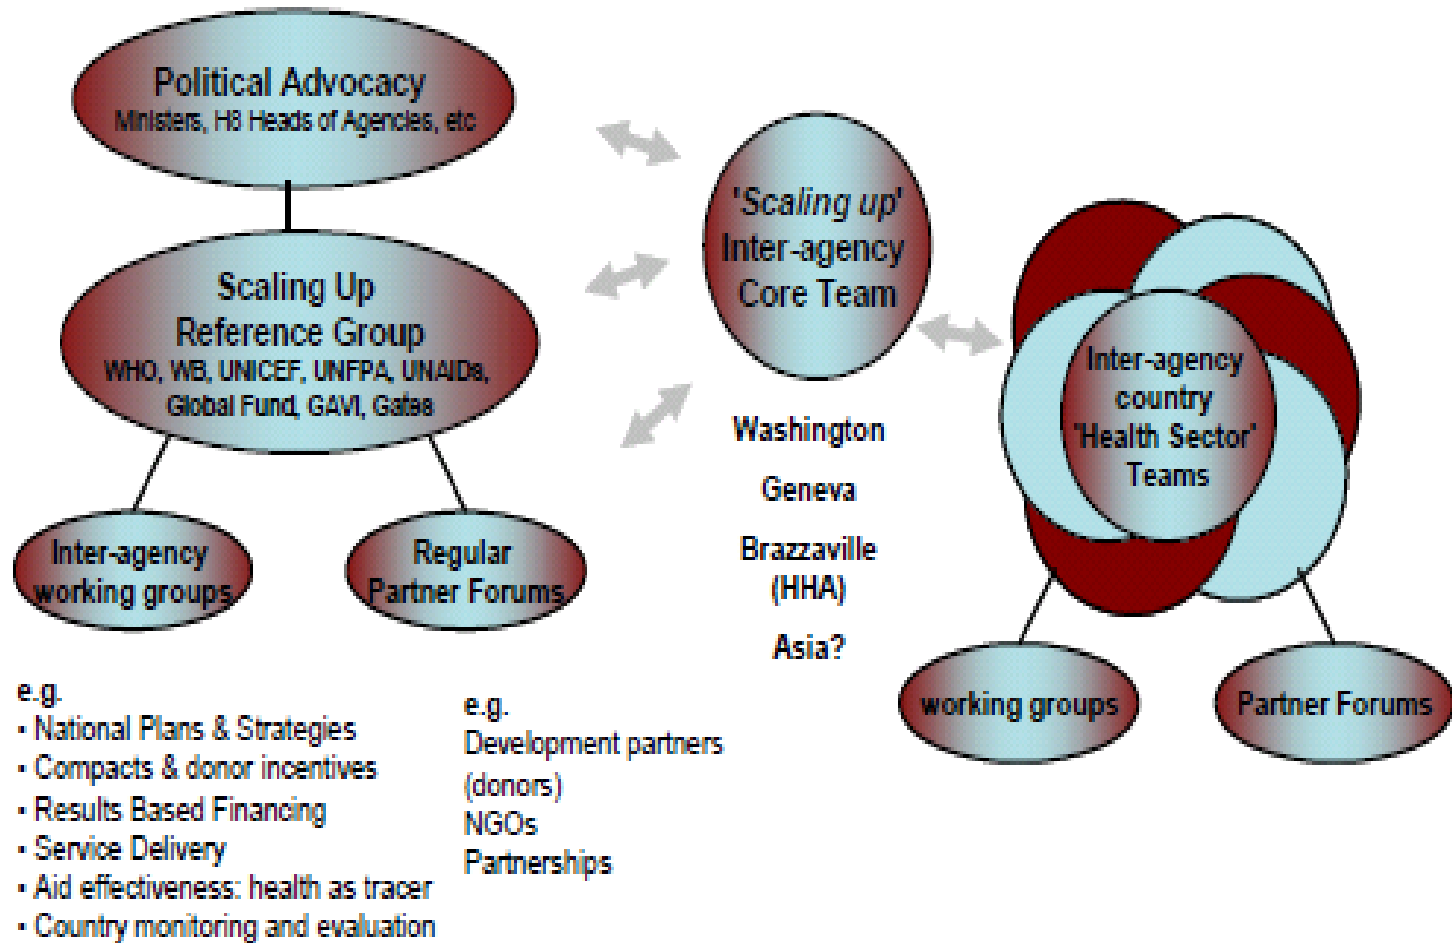 Political Advocacy
Ministers, H8 Heads of Agencies, etc
Scaling Up
Reference Group
WHO, WB, UNICEF, UNFPA, UNAIDs,
Global Fund, GAVI, Gates
Inter-agency
working groups
Regular
Partner Forums
e.g.
• National Plans & Strategies
• Compacts & donor incentives
• Results Based Financing
• Service Delivery
• Aid effectiveness: health as tracer
• Country monitoring and evaluation
e.g.
Development partners
(donors)
NGOs
Partnerships
'Scaling up'
Inter-agency
Core Team
Washington
Geneva
Brazzaville
(HHA)
Asia?
Inter-agency
country
'Health Sector'
Teams
working groups
Partner Forums